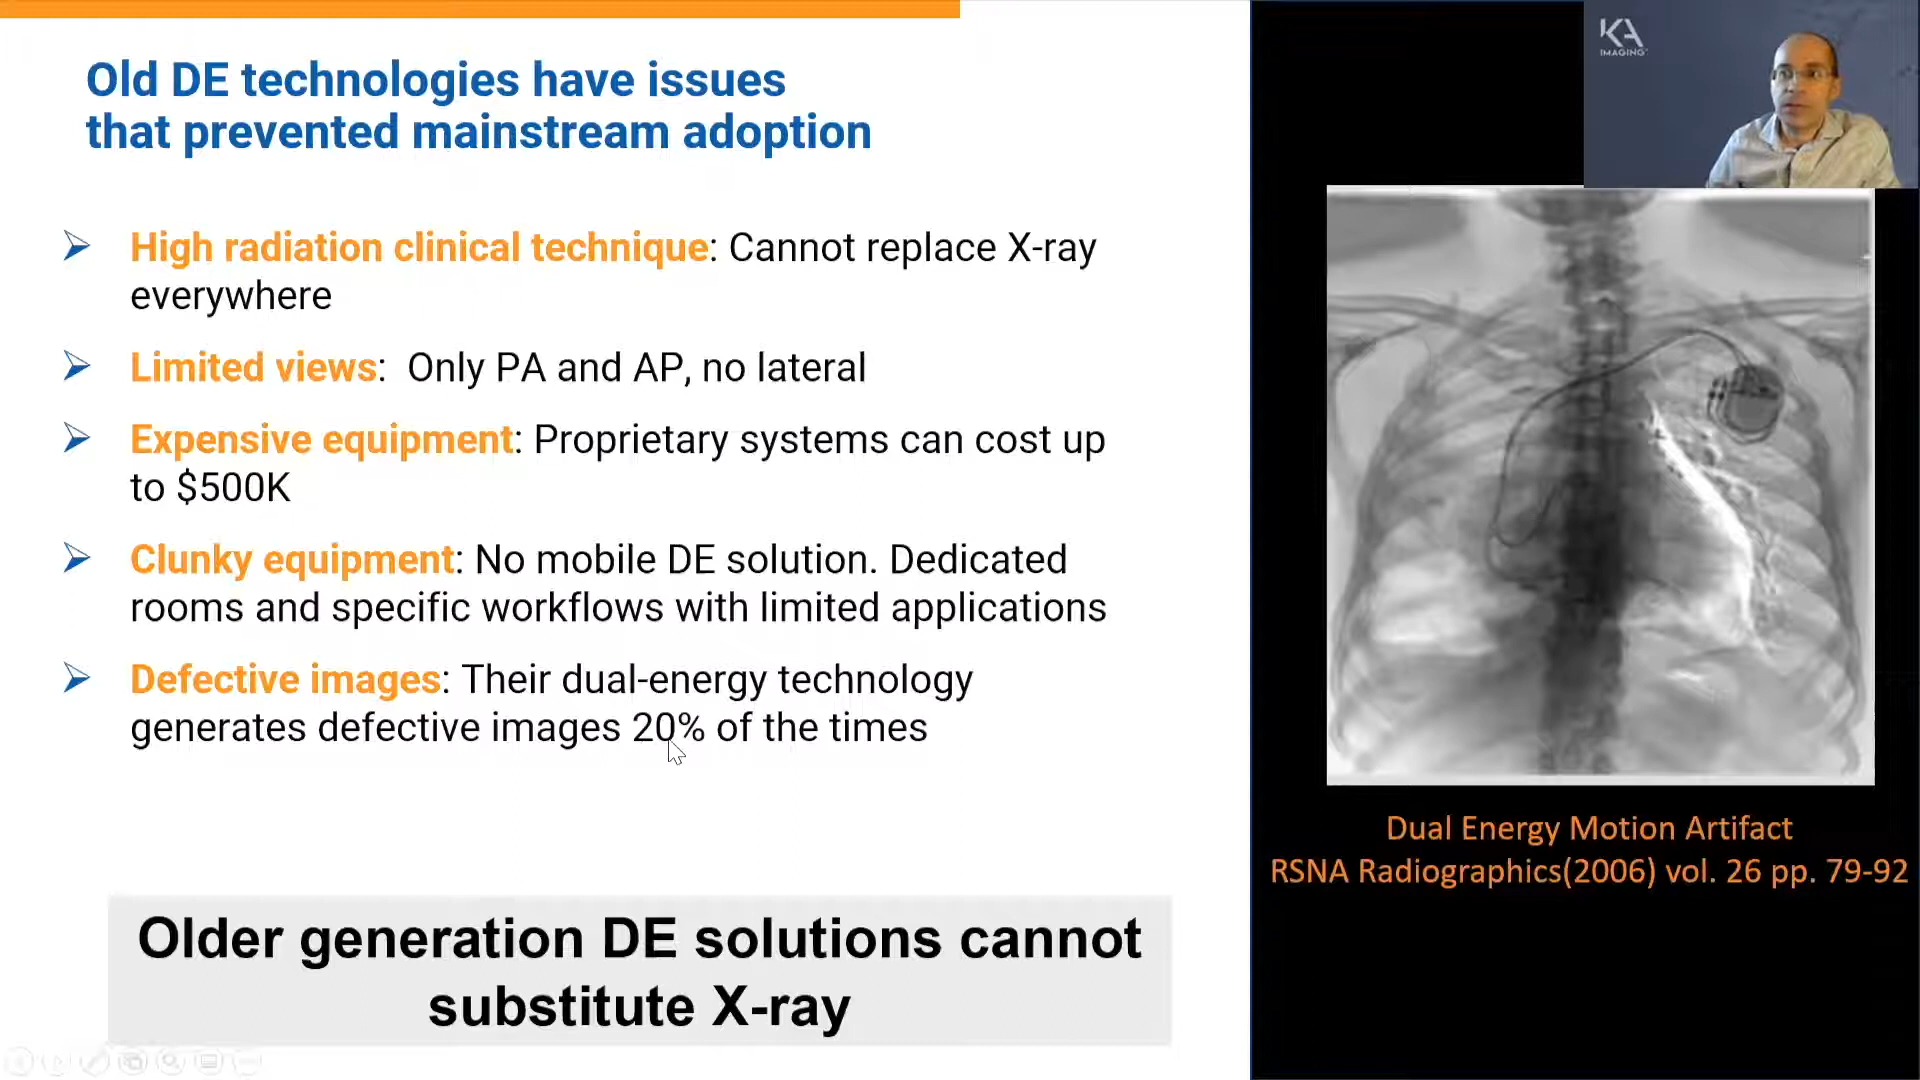 Old DE technologies have issues
that prevented mainstream adoption
➢ High radiation clinical technique: Cannot replace X-ray
everywhere
➢ Limited views: Only PA and AP, no lateral
➢ Expensive equipment: Proprietary systems can cost up
to $500K
➢ Clunky equipment: No mobile DE solution. Dedicated
rooms and specific workflows with limited applications
➢ Defective images: Their dual-energy technology
generates defective images 20% of the times
Older generation DE solutions cannot
substitute X-ray
KA
IMAGING
Dual Energy Motion Artifact
RSNA Radiographics(2006) vol. 26 pp. 79-92